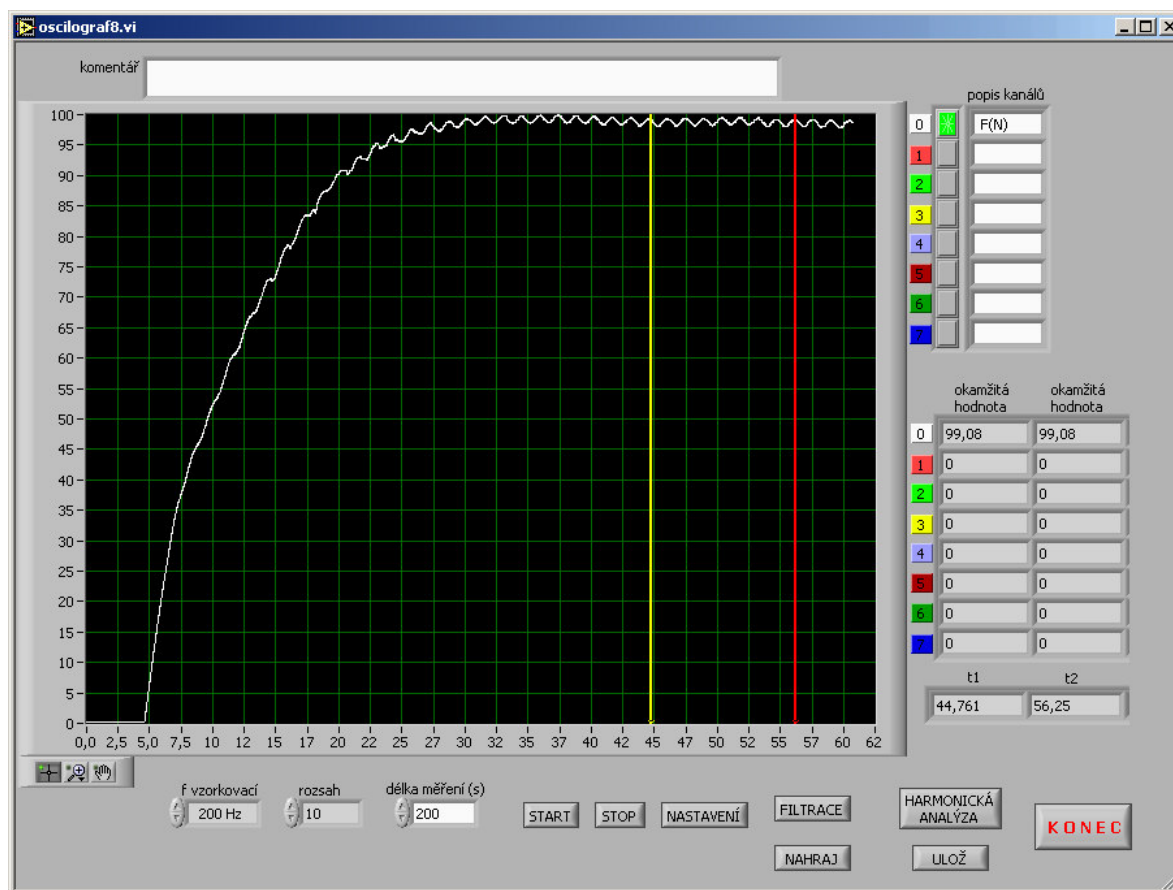 oscilograf8.vi
komentář
popis kanálů
0 F(N)
1
2
3
4
5
6
7
100
95
90
85
80
75
70
65
60
55
50
45
40
35
30
25
20
15
10
5
0
0,0 2,5 5,0 7,5 10 12 15 17 20 22 25 27 30 32 35 37 40 42 45 47 50 52 55 57 60 62
okamžitá hodnota okamžitá hodnota
0 99,08 99,08
1 0 0
2 0 0
3 0 0
4 0 0
5 0 0
6 0 0
7 0 0
t1 t2
44,761 56,25
f vzorkovací rozsah délka měření (s)
200 Hz 10 200
START STOP NASTAVENÍ
FILTRACE
NAHRAJ
HARMONICKÁ
ANALÝZA
ULOŽ
KONEC